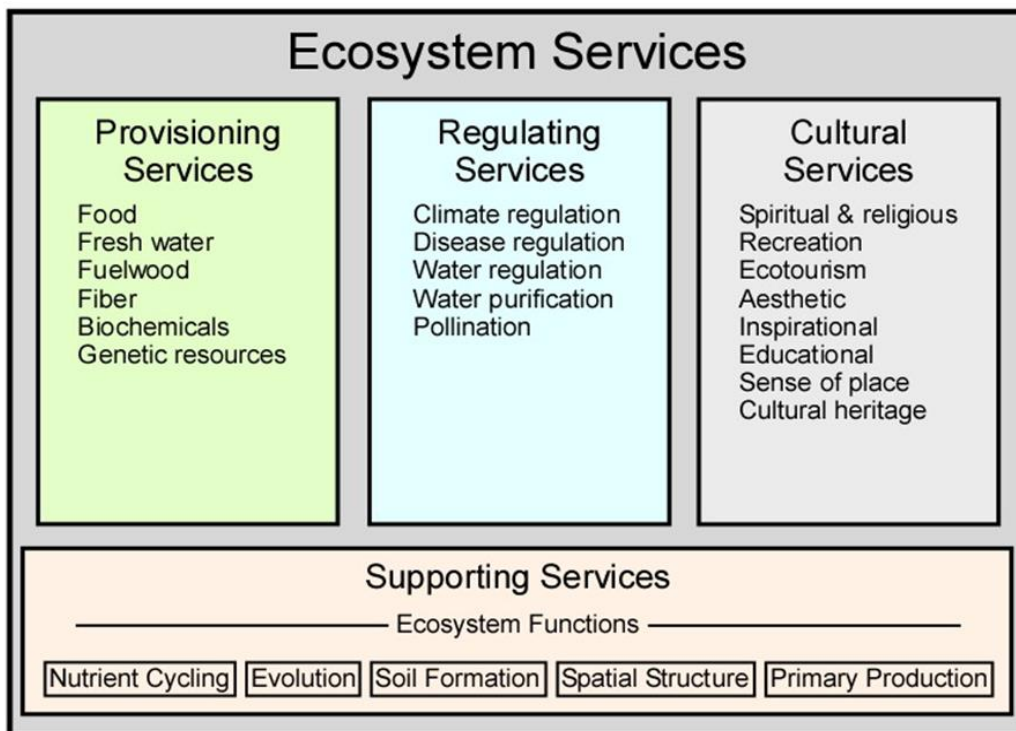 Ecosystem Services
Provisioning
Services
Food
Fresh water
Fuelwood
Fiber
Biochemicals
Genetic resources
Regulating
Services
Climate regulation
Disease regulation
Water regulation
Water purification
Pollination
Cultural
Services
Spiritual & religious
Recreation
Ecotourism
Aesthetic
Inspirational
Educational
Sense of place
Cultural heritage
Supporting Services
Ecosystem Functions
Nutrient Cycling Evolution Soil Formation Spatial Structure Primary Production